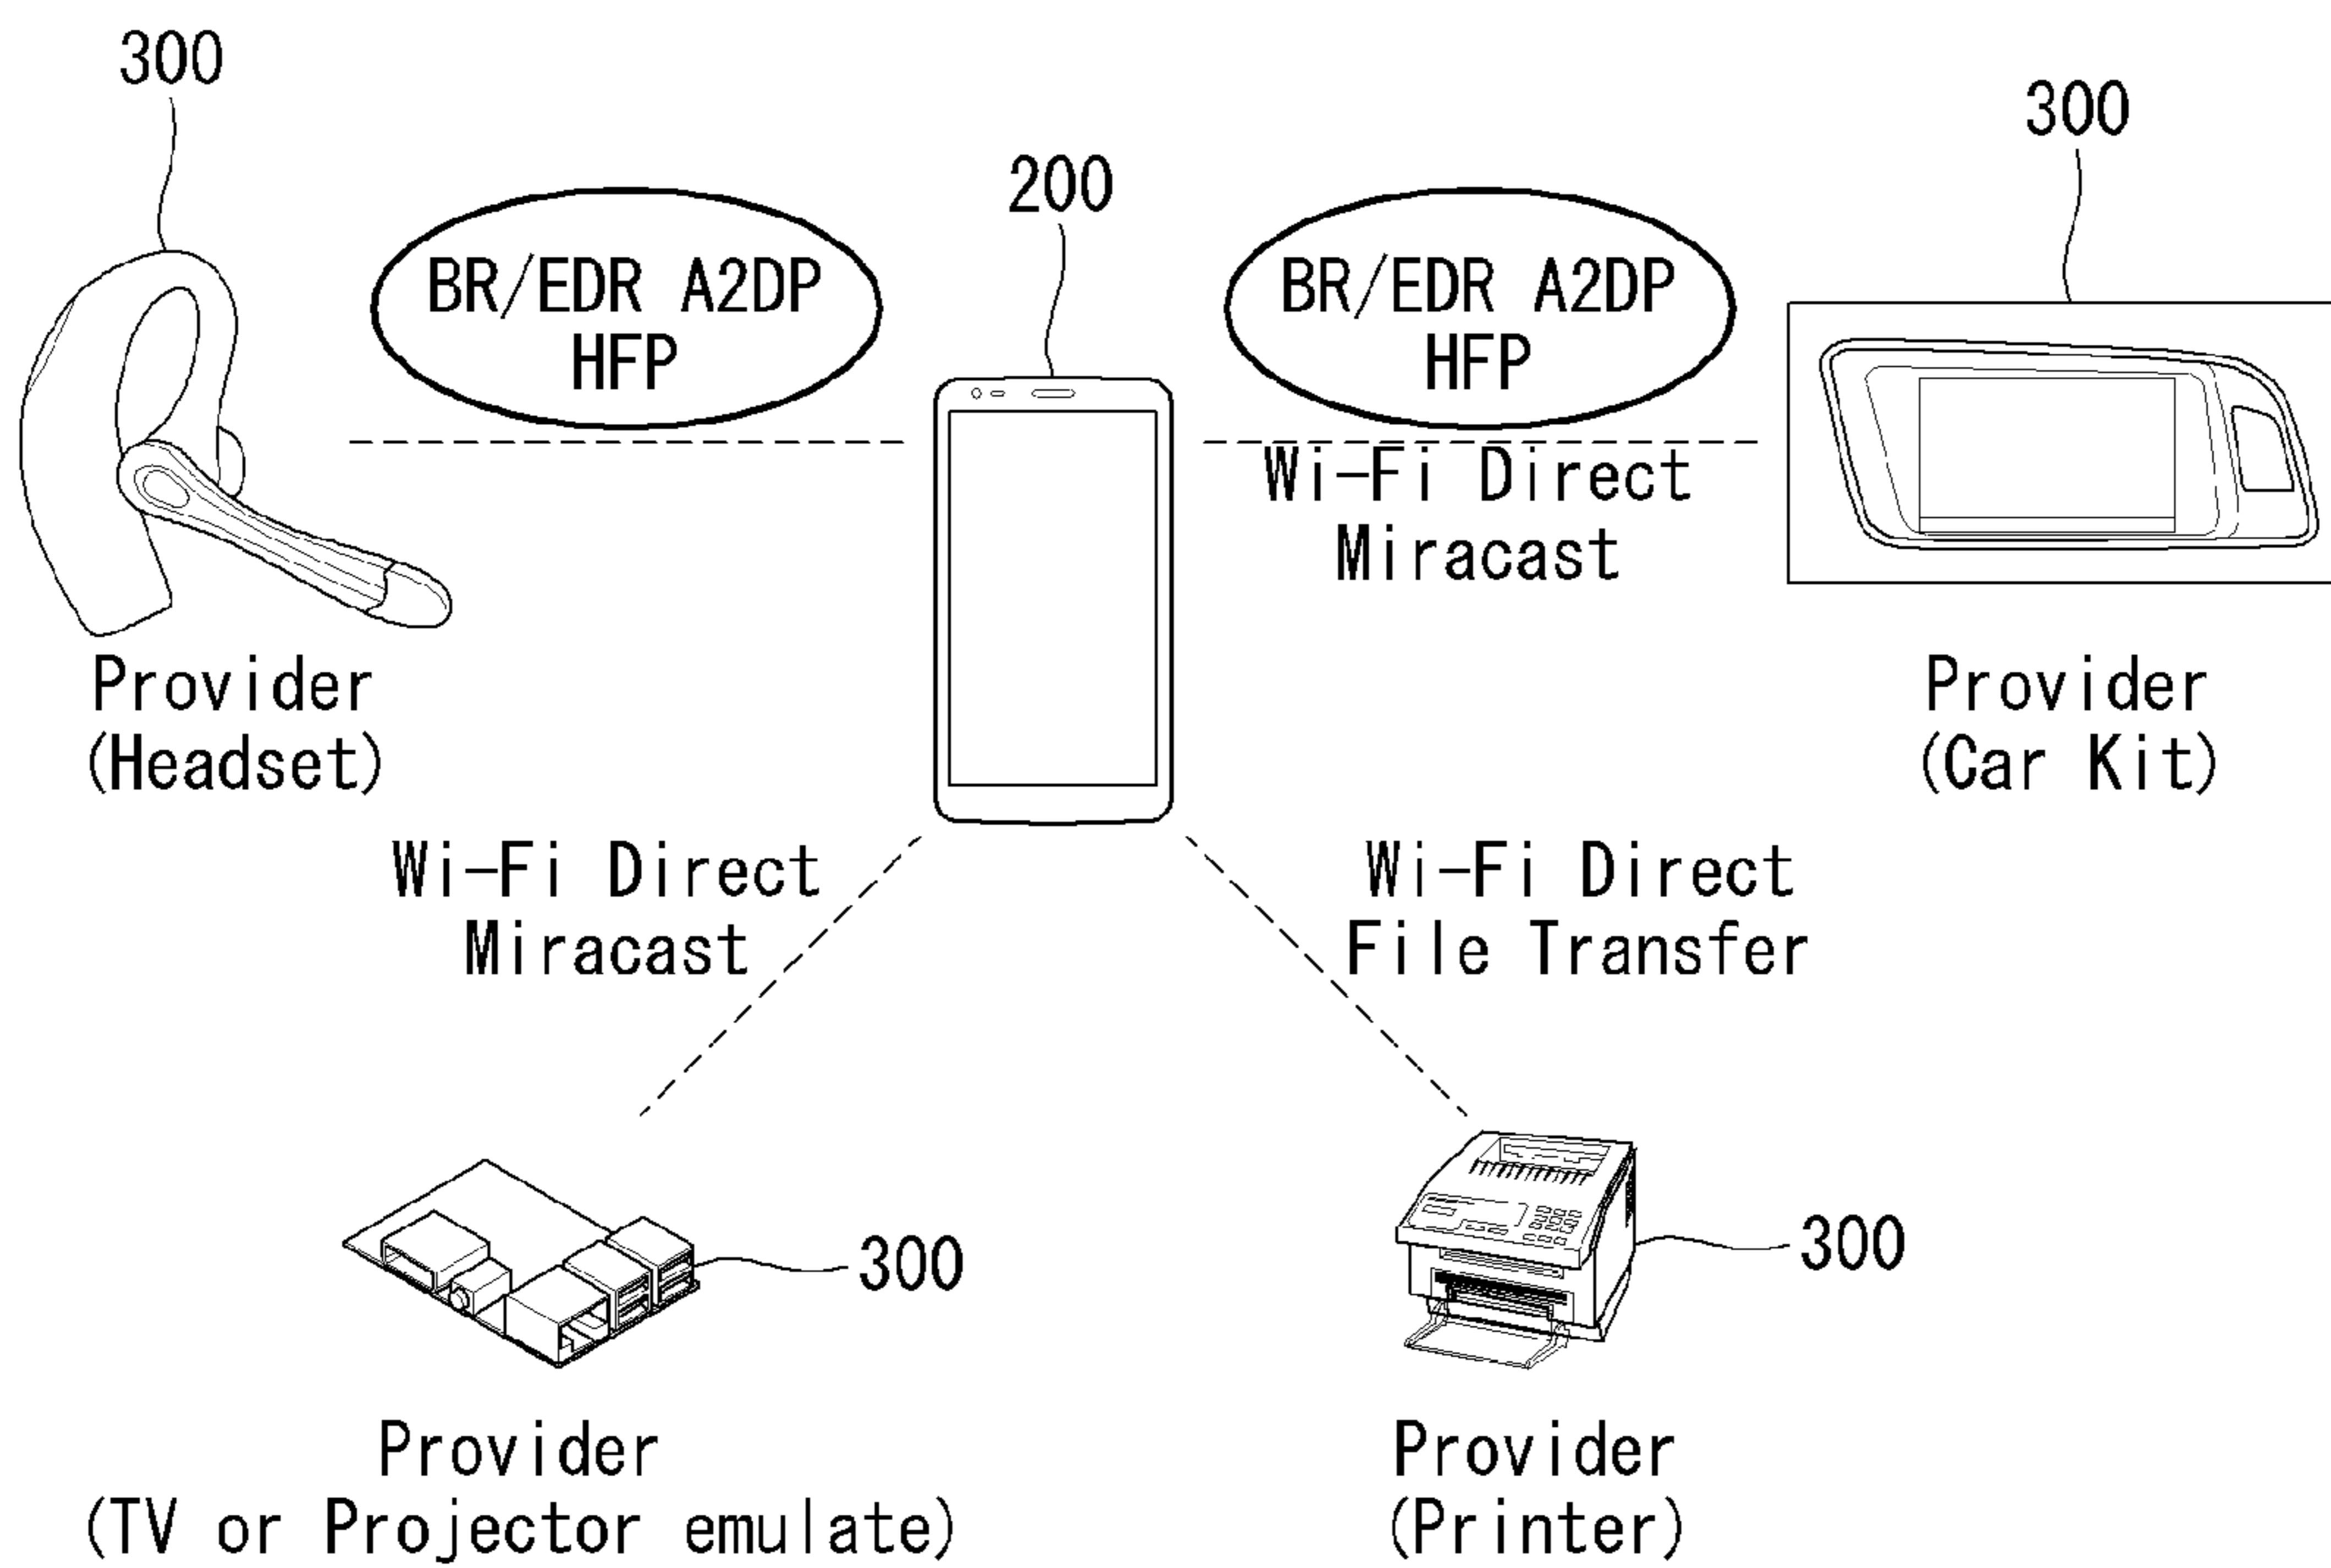 300
300
200
BR/EDR A2DP
HFP
BR/EDR A2DP
HFP
Wi-Fi Direct
Miracast
Provider
(Headset)
Provider
(Car Kit)
Wi-Fi Direct
Miracast
Wi-Fi Direct
File Transfer
300
300
Provider
(TV or Projector emulate)
Provider
(Printer)